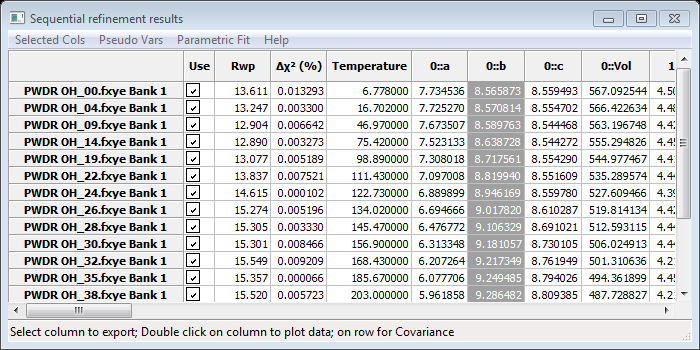 Sequential refinement results
Selected Cols Pseudo Vars Parametric Fit Help
Use Rwp Δχ² (%) Temperature 0::a 0::b 0::c 0::Vol 1
PWDR OH_00.fxye Bank 1 13.611 0.013293 6.778000 7.734536 8.565873 8.559493 567.092544 4.50
PWDR OH_04.fxye Bank 1 13.247 0.003300 16.702000 7.725270 8.570814 8.554702 566.422634 4.48
PWDR OH_09.fxye Bank 1 12.904 0.006642 46.970000 7.673507 8.589763 8.544468 563.196748 4.42
PWDR OH_14.fxye Bank 1 12.890 0.003273 75.420000 7.523133 8.638728 8.544272 555.294826 4.45
PWDR OH_19.fxye Bank 1 13.077 0.005189 98.890000 7.308018 8.717561 8.554290 544.977467 4.41
PWDR OH_22.fxye Bank 1 13.837 0.007521 111.430000 7.097008 8.819940 8.551609 535.289574 4.44
PWDR OH_24.fxye Bank 1 14.615 0.000102 122.730000 6.889899 8.946169 8.559780 527.609466 4.39
PWDR OH_26.fxye Bank 1 15.274 0.005196 134.020000 6.694666 9.017820 8.610287 519.814134 4.42
PWDR OH_28.fxye Bank 1 15.305 0.003330 145.470000 6.476772 9.106329 8.691021 512.593115 4.44
PWDR OH_30.fxye Bank 1 15.301 0.008466 156.900000 6.313348 9.181057 8.730105 506.024913 4.44
PWDR OH_32.fxye Bank 1 15.549 0.009209 168.430000 6.207264 9.217349 8.761949 501.310636 4.21
PWDR OH_35.fxye Bank 1 15.357 0.000066 185.670000 6.077706 9.249485 8.794026 494.361899 4.45
PWDR OH_38.fxye Bank 1 15.520 0.005723 203.000000 5.961858 9.286482 8.809385 487.728827 4.21
Select column to export; Double click on column to plot data; on row for Covariance